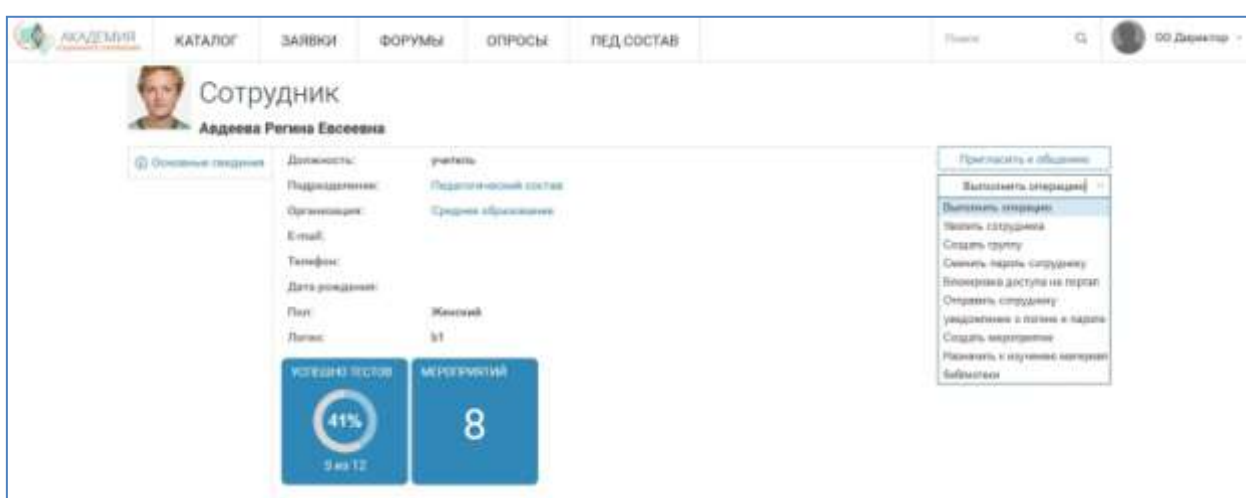 АКАДЕМИЯ
КАТАЛОГ ЗАЯВКИ ФОРУМЫ ОПРОСЫ ПЕД.СОСТАВ Поиск ОО Директор
Сотрудник
Авдеева Регина Евсеевна
Основные сведения
Должность: учитель
Подразделение: Педагогический состав
Организация: Среднее образование
E-mail:
Телефон:
Дата рождения:
Пол: Женский
Логин: b1
УСПЕШНО ТЕСТОВ
41%
5 из 12
МЕРОПРИЯТИЙ
8
Пригласить к общению
Выполнить операцию
Выполнить операцию
Уволить сотрудника
Создать группу
Сменить пароль сотруднику
Блокировка доступа на портал
Отправить сотруднику
уведомление о логине и пароле
Создать мероприятие
Назначить к изучению материал
библиотеки